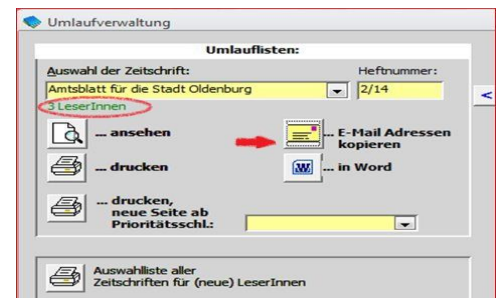 Umlaufverwaltung
Umlauflisten:
Auswahl der Zeitschrift:
Heftnummer:
Amtsblatt für die Stadt Oldenburg
2/14
<
3 LeserInnen
... ansehen
... E-Mail Adressen
kopieren
... drucken
W
... in Word
... drucken,
neue Seite ab
Prioritätsschl.:
Auswahlliste aller
Zeitschriften für (neue) LeserInnen